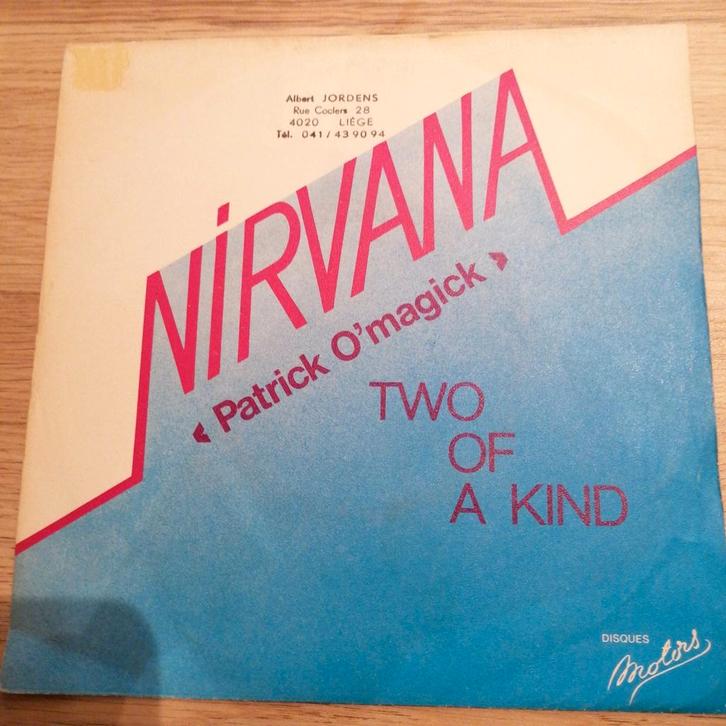 Albert JORDENS
Rue Coclers 28
4020 LIÉGE
Tél. 041/43 90 94
NiRVANA
Patrick O'magick
TWO
OF
A KIND
DISQUES
Motors